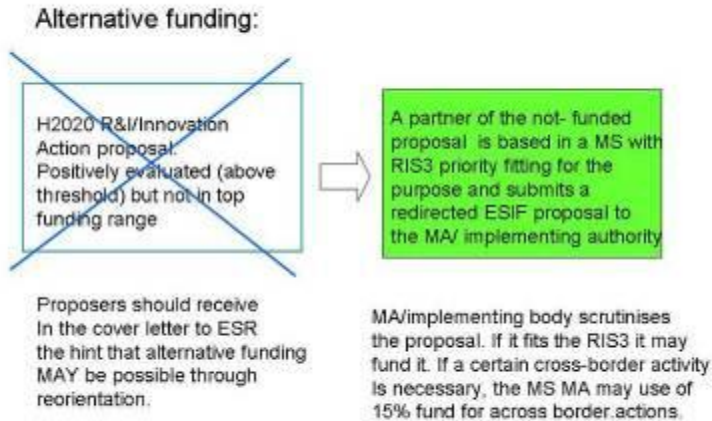 Alternative funding:
H2020 R&I/Innovation
Action proposal.
Positively evaluated (above
threshold) but not in top
funding range
A partner of the not- funded
proposal is based in a MS with
RIS3 priority fitting for the
purpose and submits a
redirected ESIF proposal to
the MA/ implementing authority
Proposers should receive
In the cover letter to ESR
the hint that alternative funding
MAY be possible through
reorientation.
MA/implementing body scrutinises
the proposal. If it fits the RIS3 it may
fund it. If a certain cross-border activity
Is necessary, the MS MA may use of
15% fund for across border.actions.